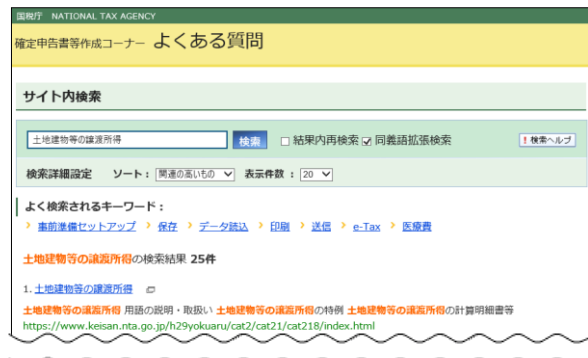 国税庁 NATIONAL TAX AGENCY
確定申告書等作成コーナー よくある質問
サイト内検索
土地建物等の譲渡所得 検索 結果内再検索 同義語拡張検索 ! 検索ヘルプ
検索詳細設定 ソート： 関連の高いもの 表示件数 ： 20
よく検索されるキーワード：
事前準備セットアップ 保存 データ読込 印刷 送信 e-Tax 医療費
土地建物等の譲渡所得の検索結果 25件
1. 土地建物等の譲渡所得
土地建物等の譲渡所得 用語の説明・取扱い 土地建物等の譲渡所得の特例 土地建物等の譲渡所得の計算明細書等
https://www.keisan.nta.go.jp/h29yokuaru/cat2/cat21/cat218/index.html